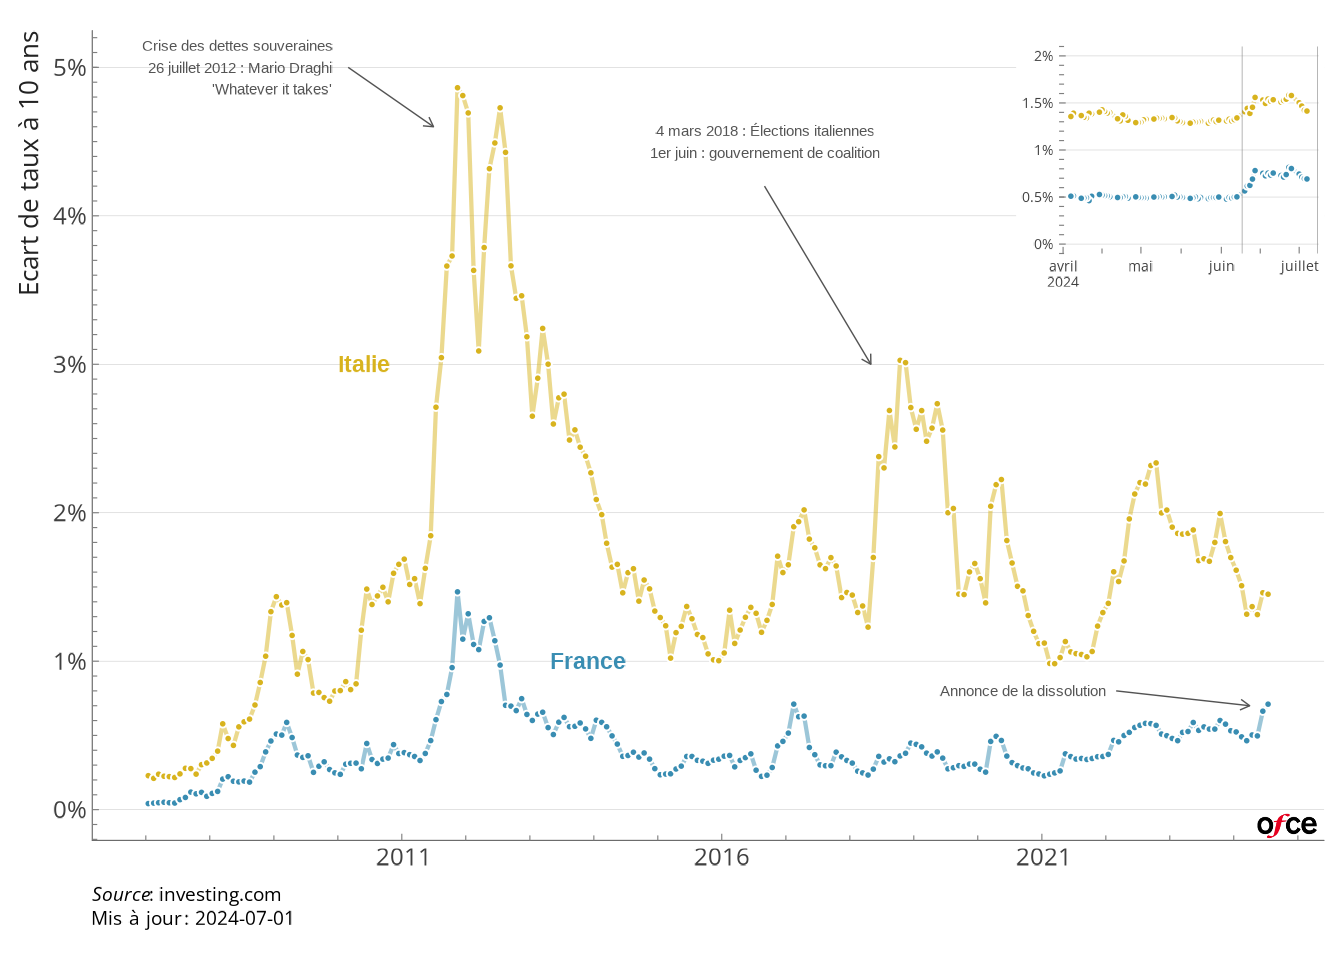 Ecart de taux à 10 ans
Crise des dettes souveraines
26 juillet 2012 : Mario Draghi
'Whatever it takes'
4 mars 2018 : Élections italiennes
1er juin : gouvernement de coalition
Italie
France
Annonce de la dissolution
5%
4%
3%
2%
1%
0%
2011
2016
2021
2%
1.5%
1%
0.5%
0%
avril
2024
mai
juin
juillet
ofce
Source: investing.com
Mis à jour: 2024-07-01